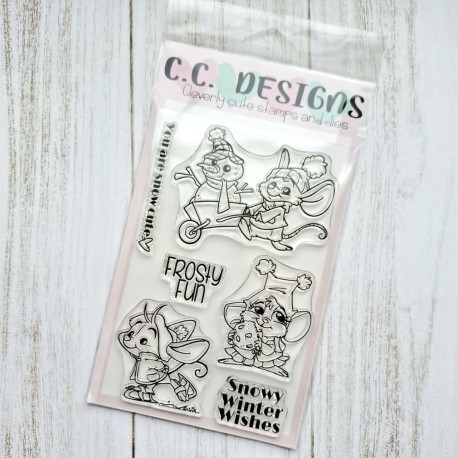 C.C. DESIGNS
Cleverly cute stamps and dies
You are snow cute
FROSTY
FUN
Snowy
Winter
Wishes